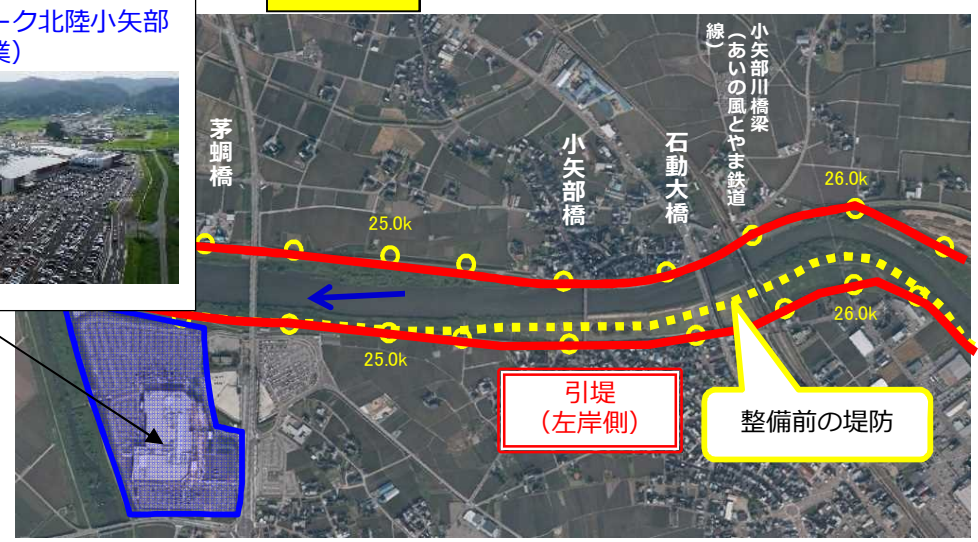 ーク北陸小矢部
業）
茅蜩橋
25.0k
小矢部橋
石動大橋
小矢部川橋梁
（あいの風とやま鉄道
線）
26.0k
25.0k
26.0k
引堤
（左岸側）
整備前の堤防